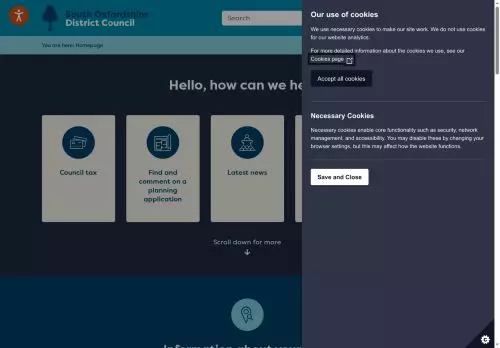 South Oxfordshire
District Council
Search
You are here: Homepage
Hello, how can we he
Council tax
Find and
comment on a
planning
application
Latest news
Scroll down for more
Our use of cookies
We use necessary cookies to make our site work. We do not use cookies
for our website analytics.
For more detailed information about the cookies we use, see our
Cookies page
Accept all cookies
Necessary Cookies
Necessary cookies enable core functionality such as security, network
management, and accessibility. You may disable these by changing your
browser settings, but this may affect how the website functions.
Save and Close
Information about your